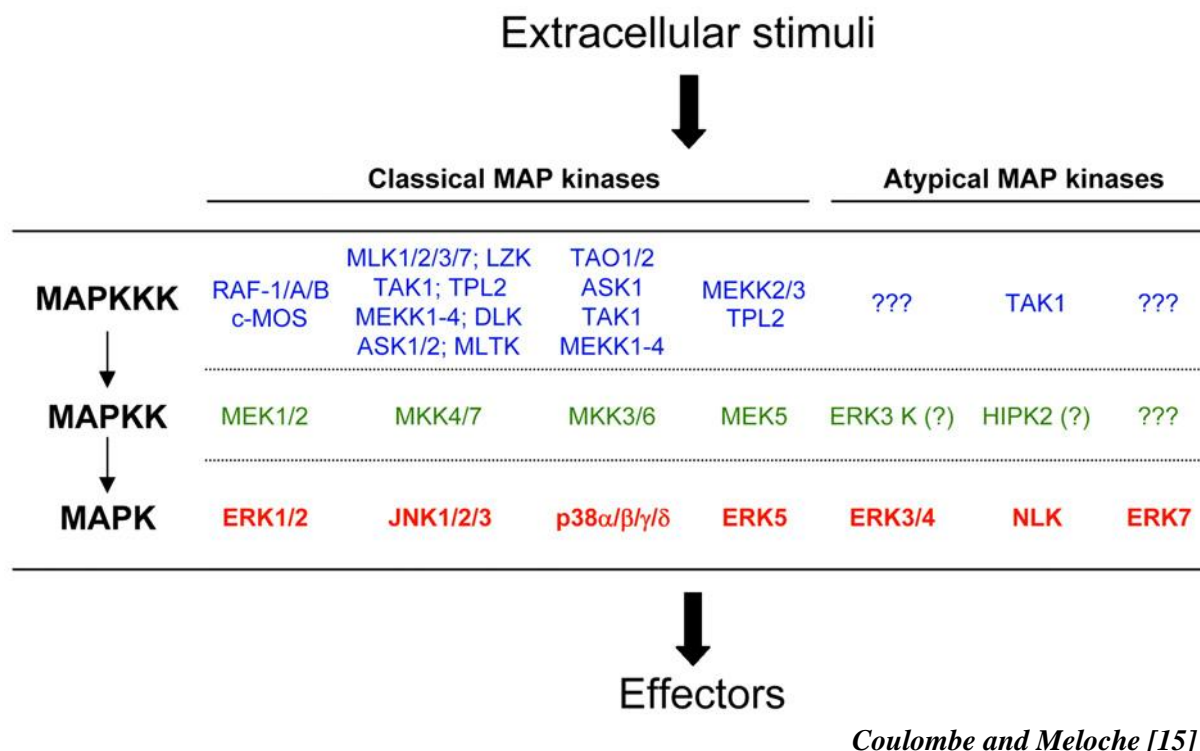 Extracellular stimuli
Classical MAP kinases Atypical MAP kinases
MAPKKK
RAF-1/A/B
c-MOS
MLK1/2/3/7; LZK
TAK1; TPL2
MEKK1-4; DLK
ASK1/2; MLTK
TAO1/2
ASK1
TAK1
MEKK1-4
MEKK2/3
TPL2
???
TAK1
???
MAPKK MEK1/2 MKK4/7 MKK3/6 MEK5 ERK3 K (?) HIPK2 (?) ???
MAPK ERK1/2 JNK1/2/3 p38α/β/γ/δ ERK5 ERK3/4 NLK ERK7
Effectors
Coulombe and Meloche [15]